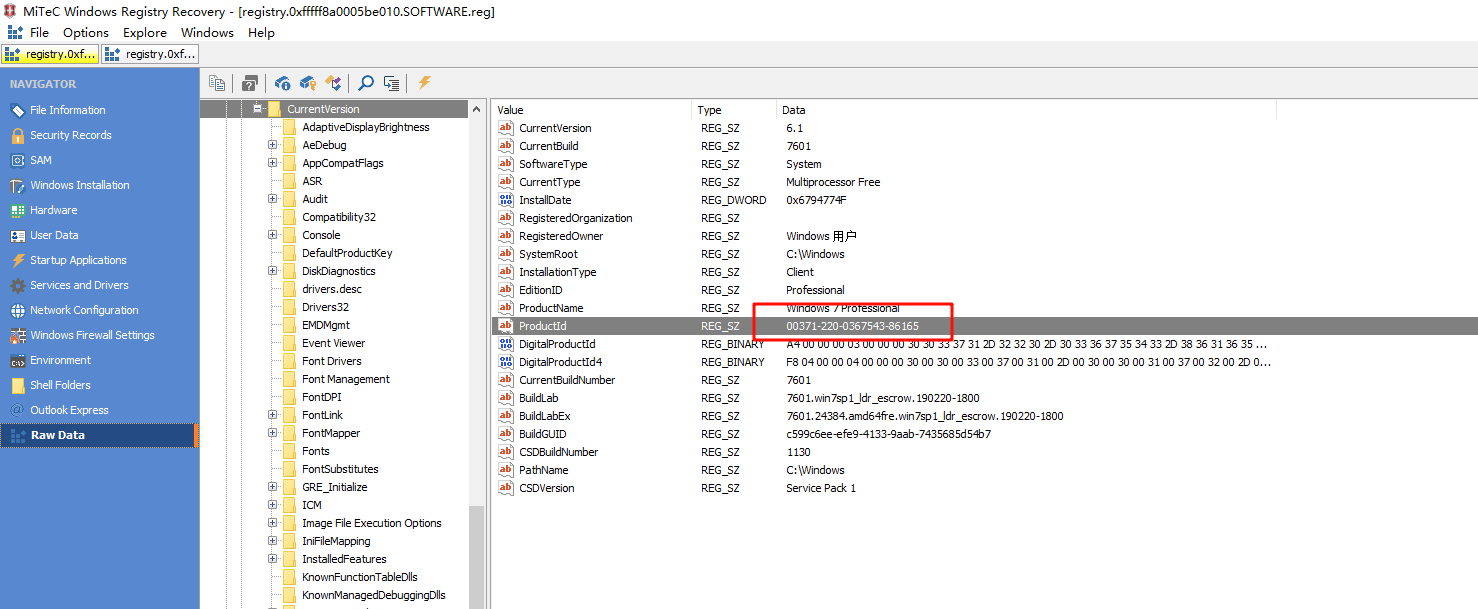 MiTeC Windows Registry Recovery - [registry.0xfffff8a0005be010.SOFTWARE.reg]
File Options Explore Windows Help
registry.0xf... registry.0xf...
NAVIGATOR
File Information
Security Records
SAM
Windows Installation
Hardware
User Data
Startup Applications
Services and Drivers
Network Configuration
Windows Firewall Settings
Environment
Shell Folders
Outlook Express
Raw Data
CurrentVersion
AdaptiveDisplayBrightness
AeDebug
AppCompatFlags
ASR
Audit
Compatibility32
Console
DefaultProductKey
DiskDiagnostics
drivers.desc
Drivers32
EMDMgmt
Event Viewer
Font Drivers
Font Management
FontDPI
FontLink
FontMapper
Fonts
FontSubstitutes
GRE_Initialize
ICM
Image File Execution Options
IniFileMapping
InstalledFeatures
KnownFunctionTableDlls
KnownManagedDebuggingDlls
Value Type Data
CurrentVersion REG_SZ 6.1
CurrentBuild REG_SZ 7601
SoftwareType REG_SZ System
CurrentType REG_SZ Multiprocessor Free
InstallDate REG_DWORD 0x6794774F
RegisteredOrganization REG_SZ
RegisteredOwner REG_SZ Windows 用户
SystemRoot REG_SZ C:\Windows
InstallationType REG_SZ Client
EditionID REG_SZ Professional
ProductName REG_SZ Windows 7 Professional
ProductId REG_SZ 00371-220-0367543-86165
DigitalProductId REG_BINARY A4 00 00 00 03 00 00 00 30 30 33 37 31 2D 32 32 30 2D 30 33 36 37 35 34 33 2D 38 36 31 36 35 ...
DigitalProductId4 REG_BINARY F8 04 00 00 04 00 00 00 30 00 30 00 33 00 37 00 31 00 2D 00 30 00 30 00 31 00 37 00 32 00 2D 0...
CurrentBuildNumber REG_SZ 7601
BuildLab REG_SZ 7601.win7sp1_ldr_escrow.190220-1800
BuildLabEx REG_SZ 7601.24384.amd64fre.win7sp1_ldr_escrow.190220-1800
BuildGUID REG_SZ c599c6ee-efe9-4133-9aab-7435685d54b7
CSDBuildNumber REG_SZ 1130
PathName REG_SZ C:\Windows
CSDVersion REG_SZ Service Pack 1